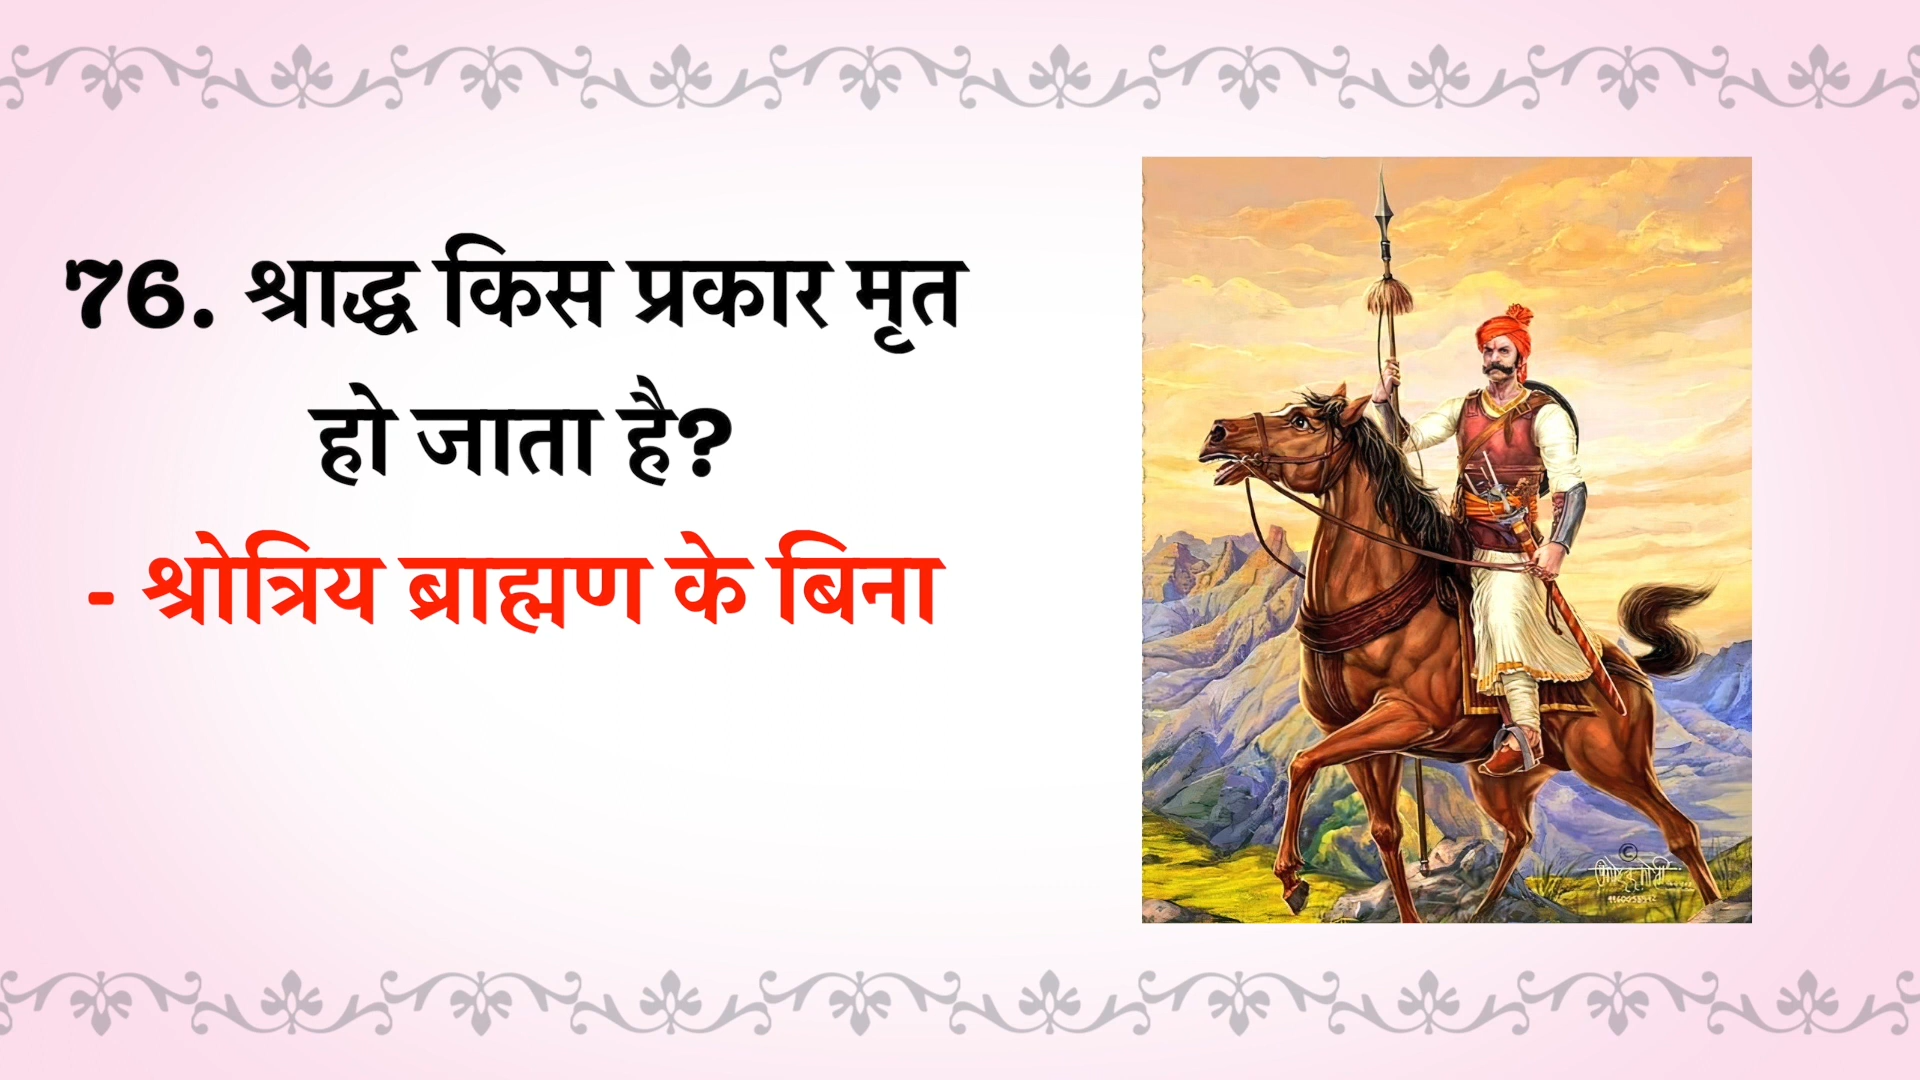 76. श्राद्ध किस प्रकार मृत
हो जाता है?
- श्रोत्रिय ब्राह्मण के बिना
©